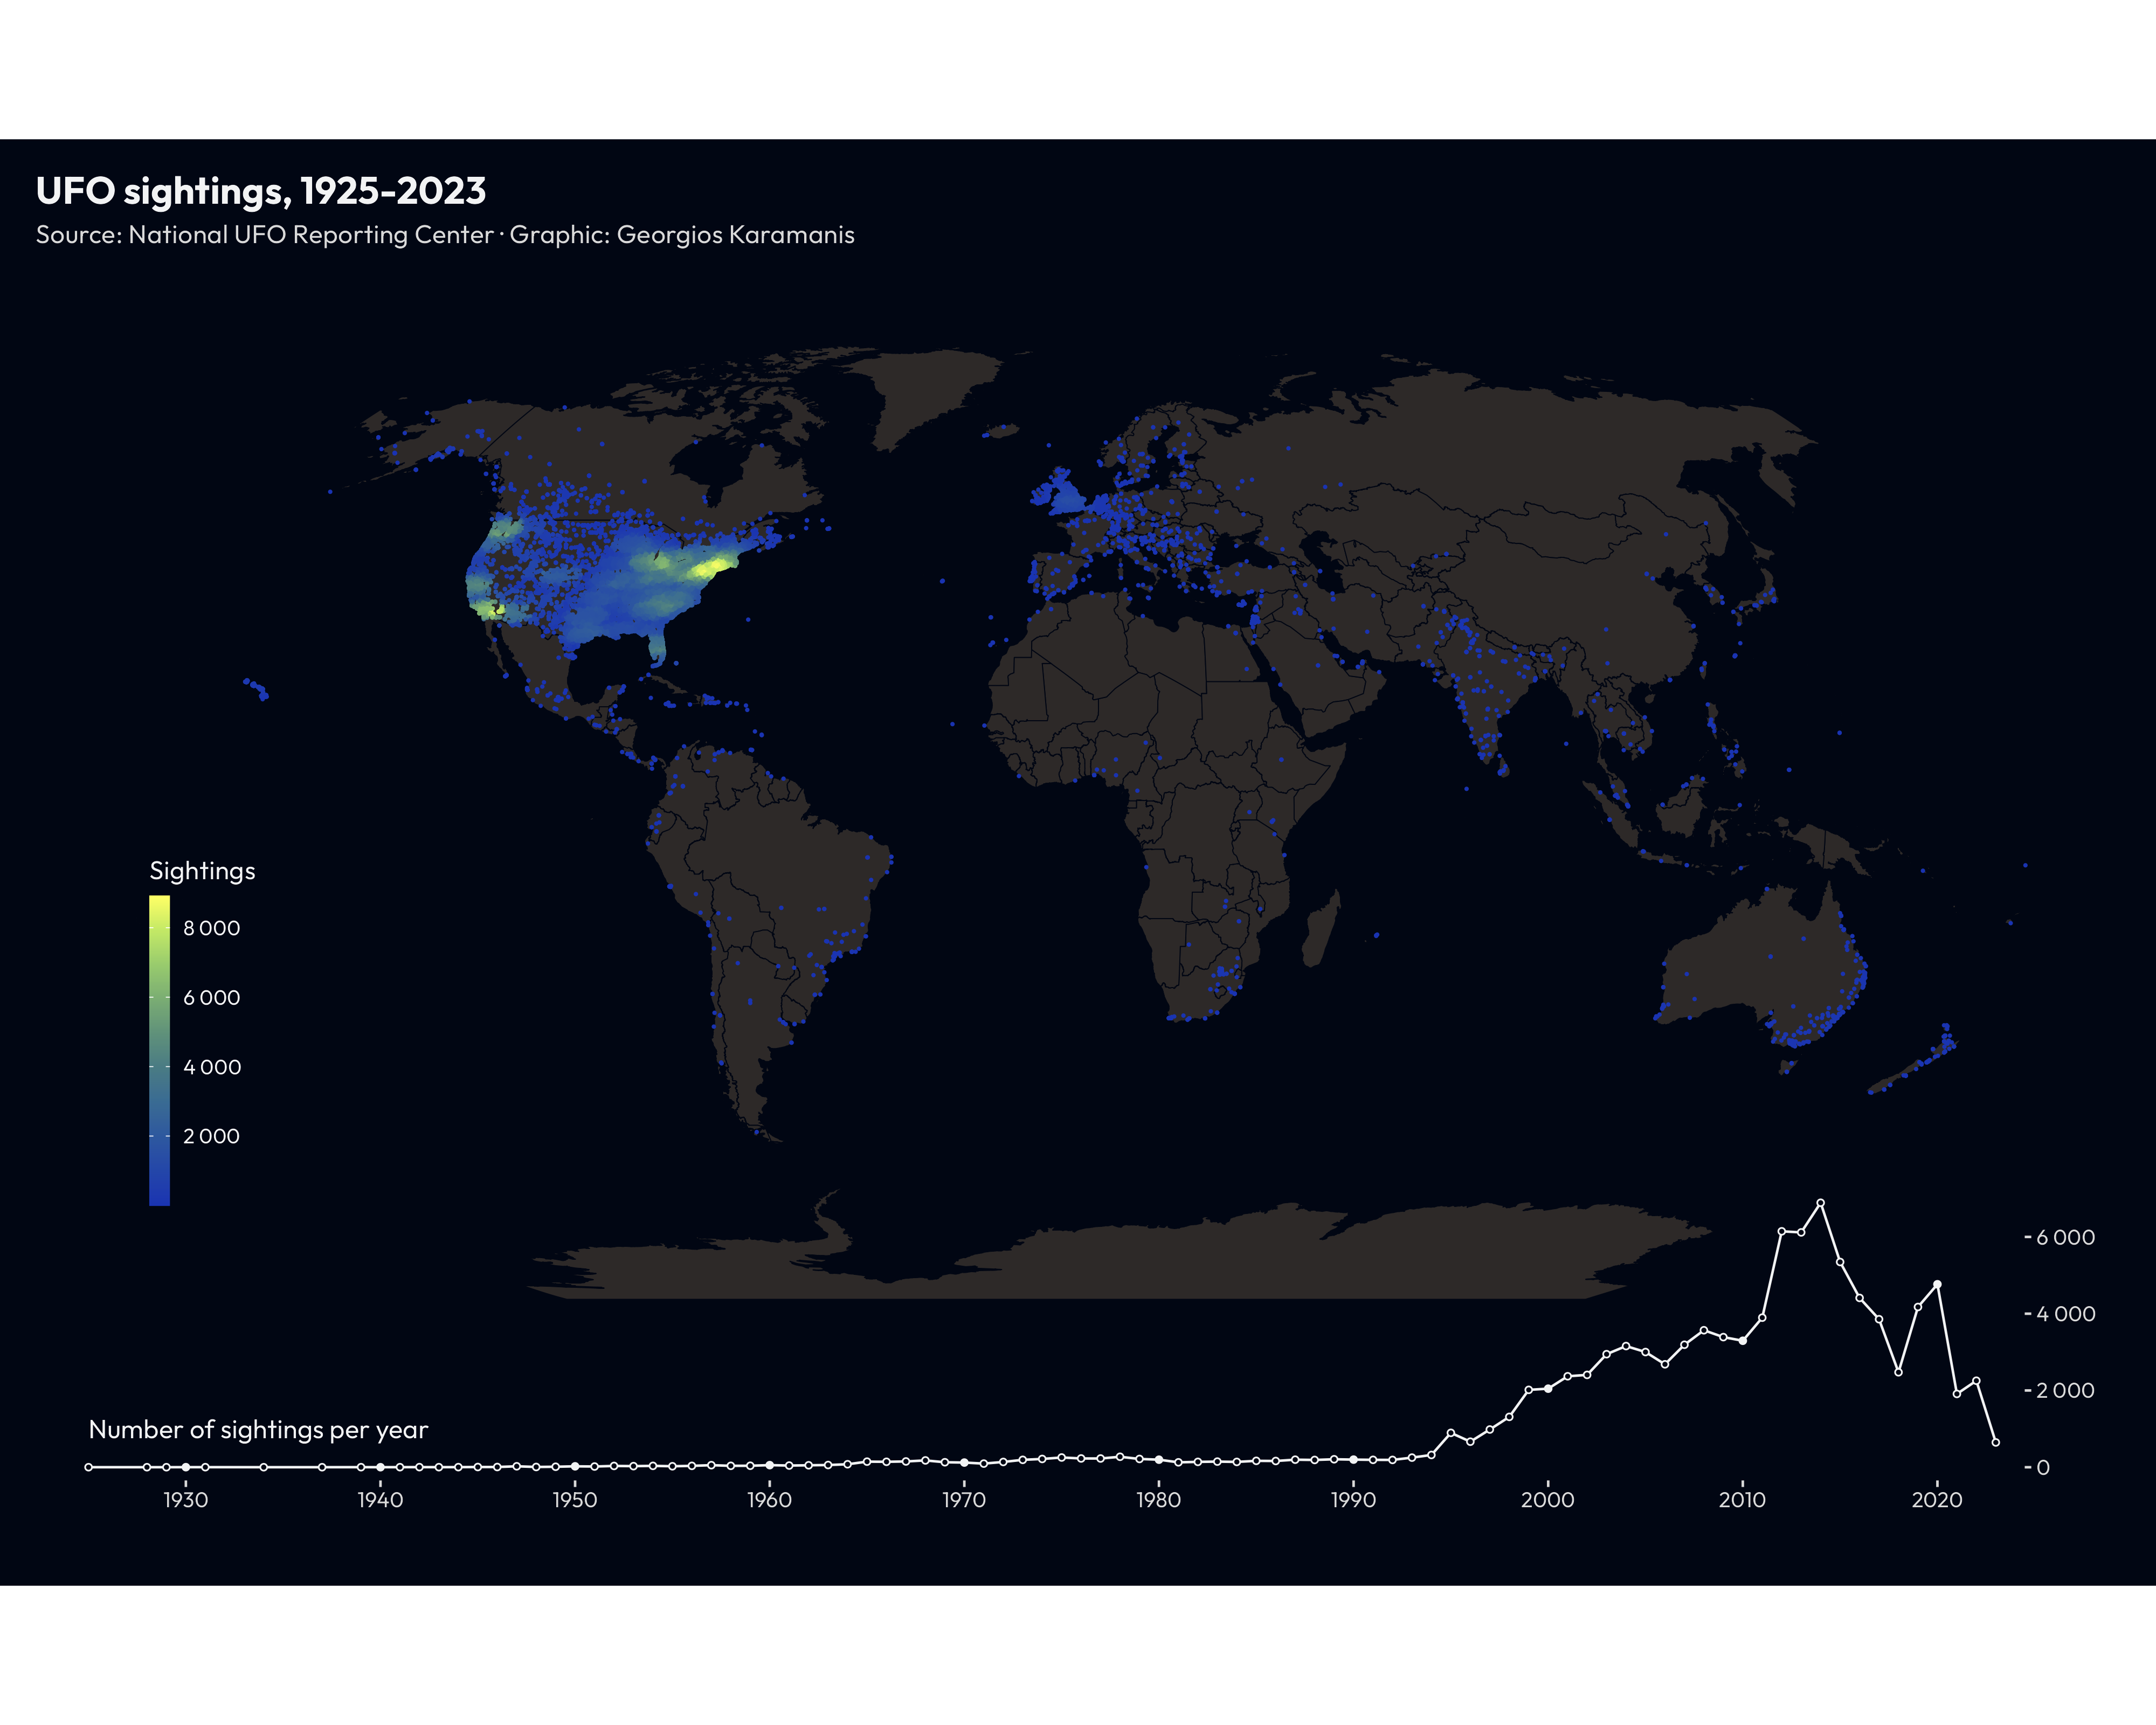 UFO sightings, 1925-2023
Source: National UFO Reporting Center · Graphic: Georgios Karamanis
Sightings
8 000
6 000
4 000
2 000
6 000
4 000
2 000
0
Number of sightings per year
1930 1940 1950 1960 1970 1980 1990 2000 2010 2020